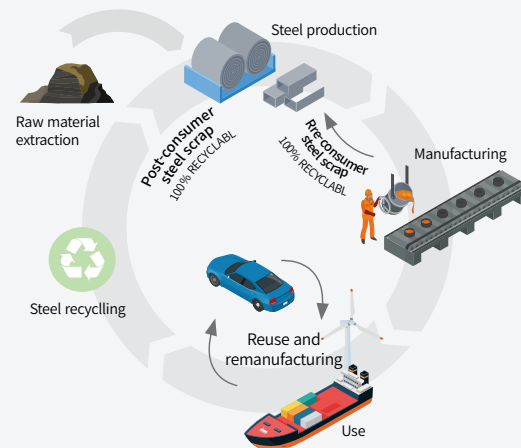 Steel production
Raw material
extraction
Post-consumer
steel scrap
100% RECYCLABL
Rre-consumer
steel scrap
100% RECYCLABL
Manufacturing
Steel recyclling
Reuse and
remanufacturing
Use